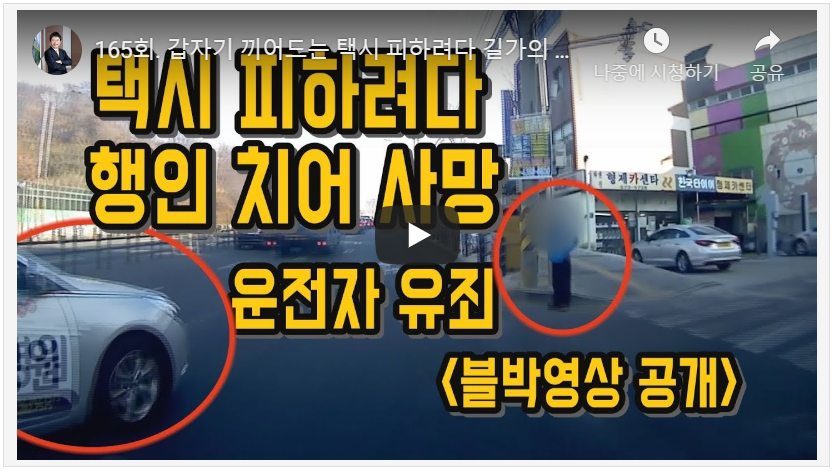 165회. 갑자기 끼어드는 택시 피하려다 길가의 ...
나중에 시청하기
공유
택시 피하려다
행인 치어 사망
운전자 유죄
<블박영상 공개>
형제카센타
한국타이어
형제카센타